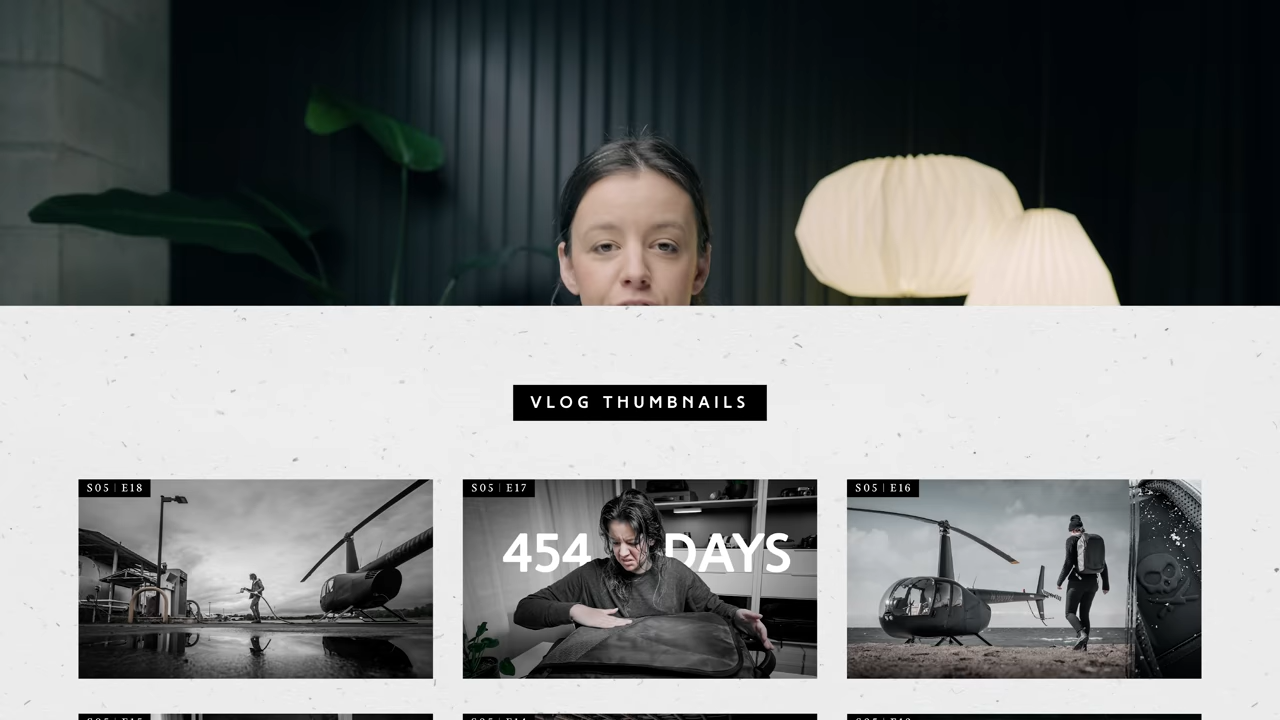 VLOG THUMBNAILS
S05 | E18
S05 | E17
S05 | E16
454 DAYS